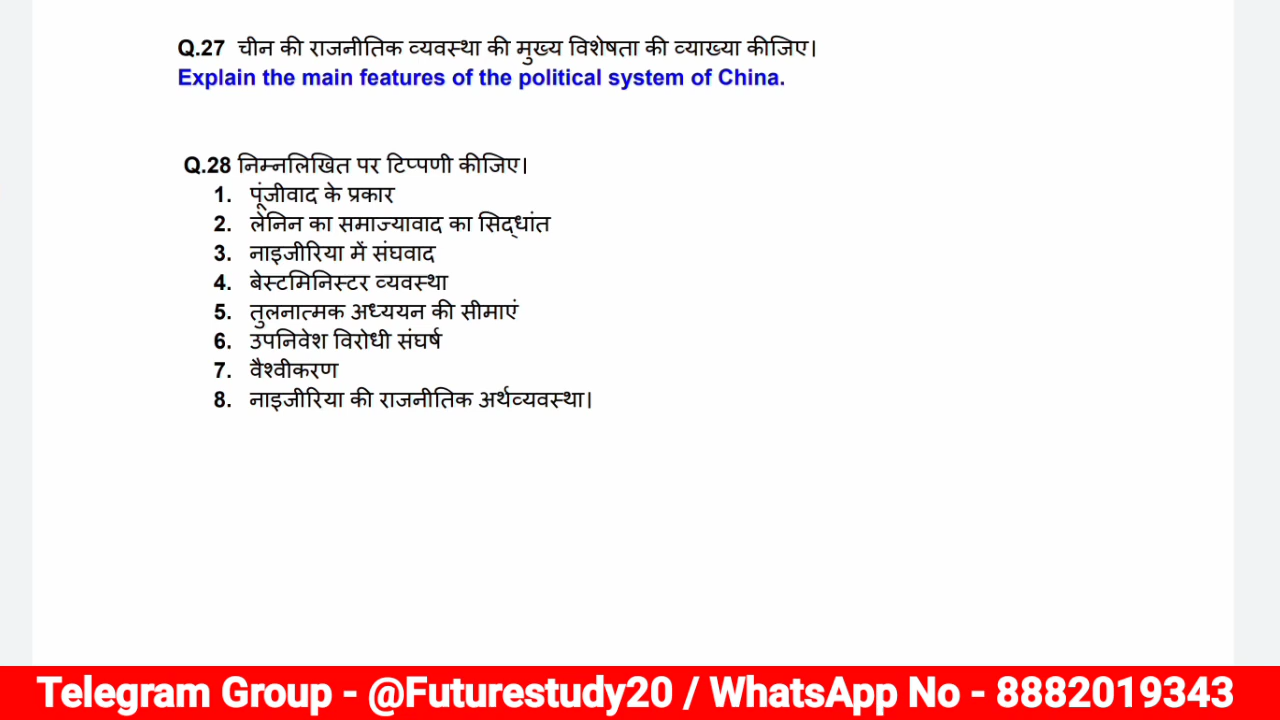 Q.27 चीन की राजनीतिक व्यवस्था की मुख्य विशेषता की व्याख्या कीजिए।
Explain the main features of the political system of China.
Q.28 निम्नलिखित पर टिप्पणी कीजिए।
1. पूंजीवाद के प्रकार
2. लेनिन का समाज्यावाद का सिद्धांत
3. नाइजीरिया में संघवाद
4. बेस्टमिनिस्टर व्यवस्था
5. तुलनात्मक अध्ययन की सीमाएं
6. उपनिवेश विरोधी संघर्ष
7. वैश्वीकरण
8. नाइजीरिया की राजनीतिक अर्थव्यवस्था।
Telegram Group - @Futurestudy20 / WhatsApp No - 8882019343